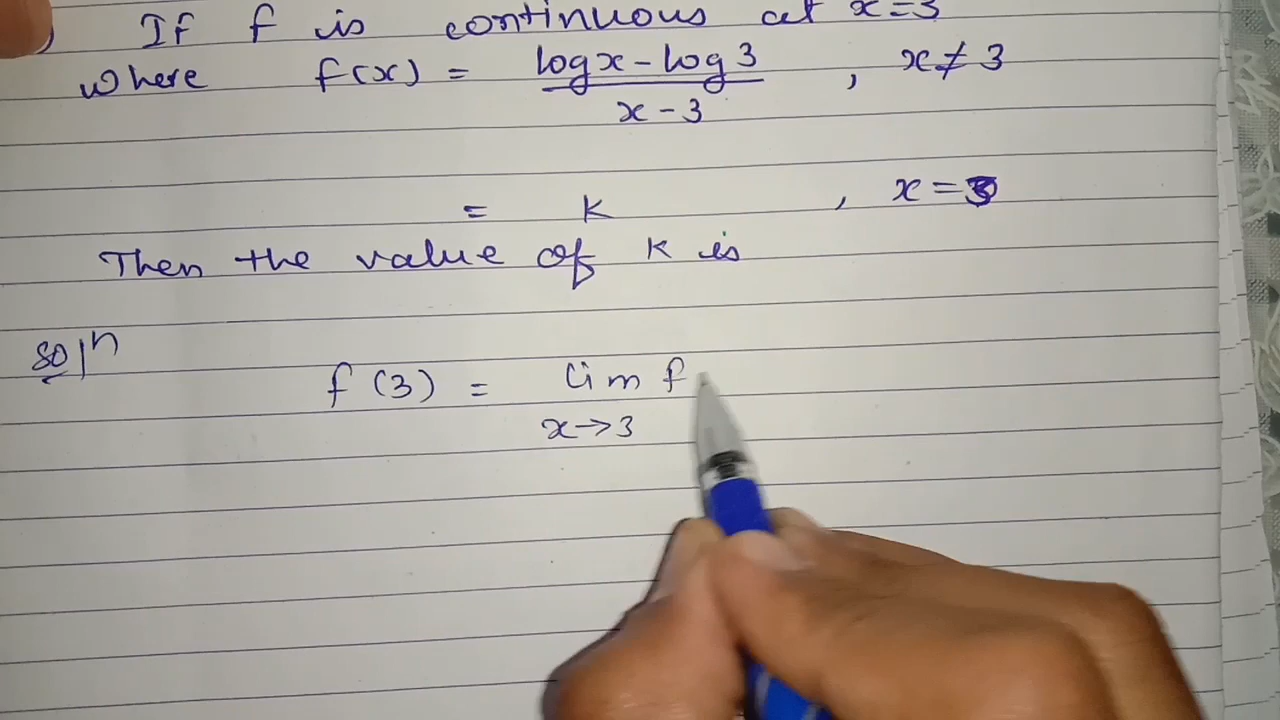 If f is continuous at x=3
where f(x) = log x - log 3 , x ≠ 3
x - 3
= k , x = 3
Then the value of k is
Solⁿ
f(3) = lim f
x→3